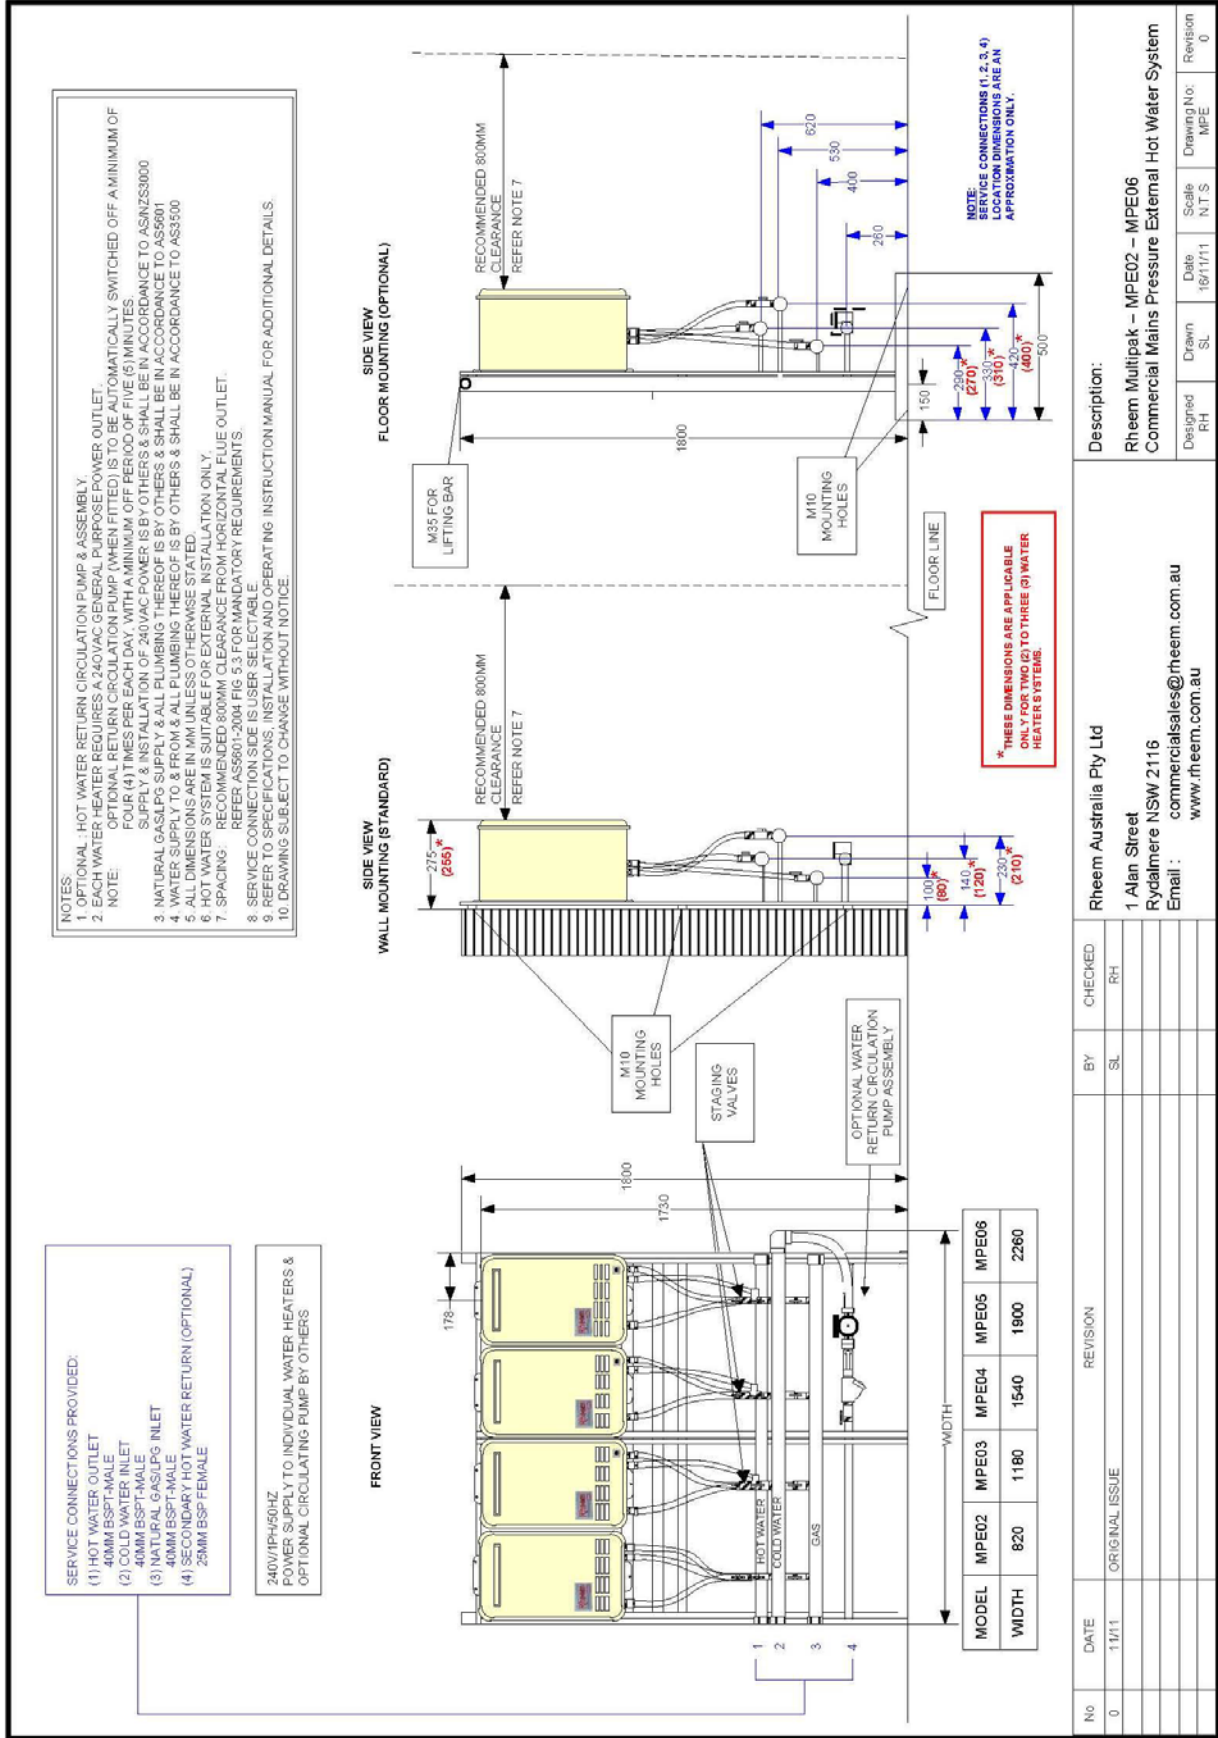 SERVICE CONNECTIONS PROVIDED:
(1) HOT WATER OUTLET
40MM BSPT-MALE
(2) COLD WATER INLET
40MM BSPT-MALE
(3) NATURAL GAS/LPG INLET
40MM BSPT-MALE
(4) SECONDARY HOT WATER RETURN (OPTIONAL)
25MM BSP FEMALE
240V/1PH/50HZ
POWER SUPPLY TO INDIVIDUAL WATER HEATERS &
OPTIONAL CIRCULATING PUMP BY OTHERS
NOTES:
1. OPTIONAL : HOT WATER RETURN CIRCULATION PUMP & ASSEMBLY.
2. EACH WATER HEATER REQUIRES A 240VAC GENERAL PURPOSE POWER OUTLET.
NOTE: OPTIONAL RETURN CIRCULATION PUMP (WHEN FITTED) IS TO BE AUTOMATICALLY SWITCHED OFF A MINIMUM OF
FOUR (4) TIMES PER EACH DAY, WITH A MINIMUM OFF PERIOD OF FIVE (5) MINUTES.
SUPPLY & INSTALLATION OF 240VAC POWER IS BY OTHERS & SHALL BE IN ACCORDANCE TO AS/NZS3000
3. NATURAL GAS/LPG SUPPLY & ALL PLUMBING THEREOF IS BY OTHERS & SHALL BE IN ACCORDANCE TO AS5601
4. WATER SUPPLY TO & FROM & ALL PLUMBING THEREOF IS BY OTHERS & SHALL BE IN ACCORDANCE TO AS3500
5. ALL DIMENSIONS ARE IN MM UNLESS OTHERWISE STATED.
6. HOT WATER SYSTEM IS SUITABLE FOR EXTERNAL INSTALLATION ONLY.
7. SPACING: RECOMMENDED 800MM CLEARANCE FROM HORIZONTAL FLUE OUTLET.
REFER AS5601-2004 FIG 5.3 FOR MANDATORY REQUIREMENTS.
8. SERVICE CONNECTION SIDE IS USER SELECTABLE.
9. REFER TO SPECIFICATIONS, INSTALLATION AND OPERATING INSTRUCTION MANUAL FOR ADDITIONAL DETAILS.
10. DRAWING SUBJECT TO CHANGE WITHOUT NOTICE.
FRONT VIEW
178
1730
1800
HOT WATER
COLD WATER
GAS
1
2
3
4
WIDTH
M10
MOUNTING
HOLES
STAGING
VALVES
OPTIONAL WATER
RETURN CIRCULATION
PUMP ASSEMBLY
MODEL MPE02 MPE03 MPE04 MPE05 MPE06
WIDTH 820 1180 1540 1900 2260
SIDE VIEW
WALL MOUNTING (STANDARD)
275 *
(255)
RECOMMENDED 800MM
CLEARANCE
REFER NOTE 7
100 *
(80)
140 *
(120)
230 *
(210)
FLOOR LINE
* THESE DIMENSIONS ARE APPLICABLE
ONLY FOR TWO (2) TO THREE (3) WATER
HEATER SYSTEMS.
SIDE VIEW
FLOOR MOUNTING (OPTIONAL)
M35 FOR
LIFTING BAR
RECOMMENDED 800MM
CLEARANCE
REFER NOTE 7
1800
M10
MOUNTING
HOLES
150
260
400
530
620
290 *
(270)
330 *
(310)
420 *
(400)
500
NOTE:
SERVICE CONNECTIONS (1, 2, 3, 4)
LOCATION DIMENSIONS ARE AN
APPROXIMATION ONLY.
No DATE REVISION BY CHECKED
0 11/11 ORIGINAL ISSUE SL RH
Rheem Australia Pty Ltd
1 Alan Street
Rydalmere NSW 2116
Email : commercialsales@rheem.com.au
www.rheem.com.au
Description:
Rheem Multipak – MPE02 – MPE06
Commercial Mains Pressure External Hot Water System
Designed Drawn Date Scale Drawing No: Revision
RH SL 16/11/11 N.T.S MPE 0